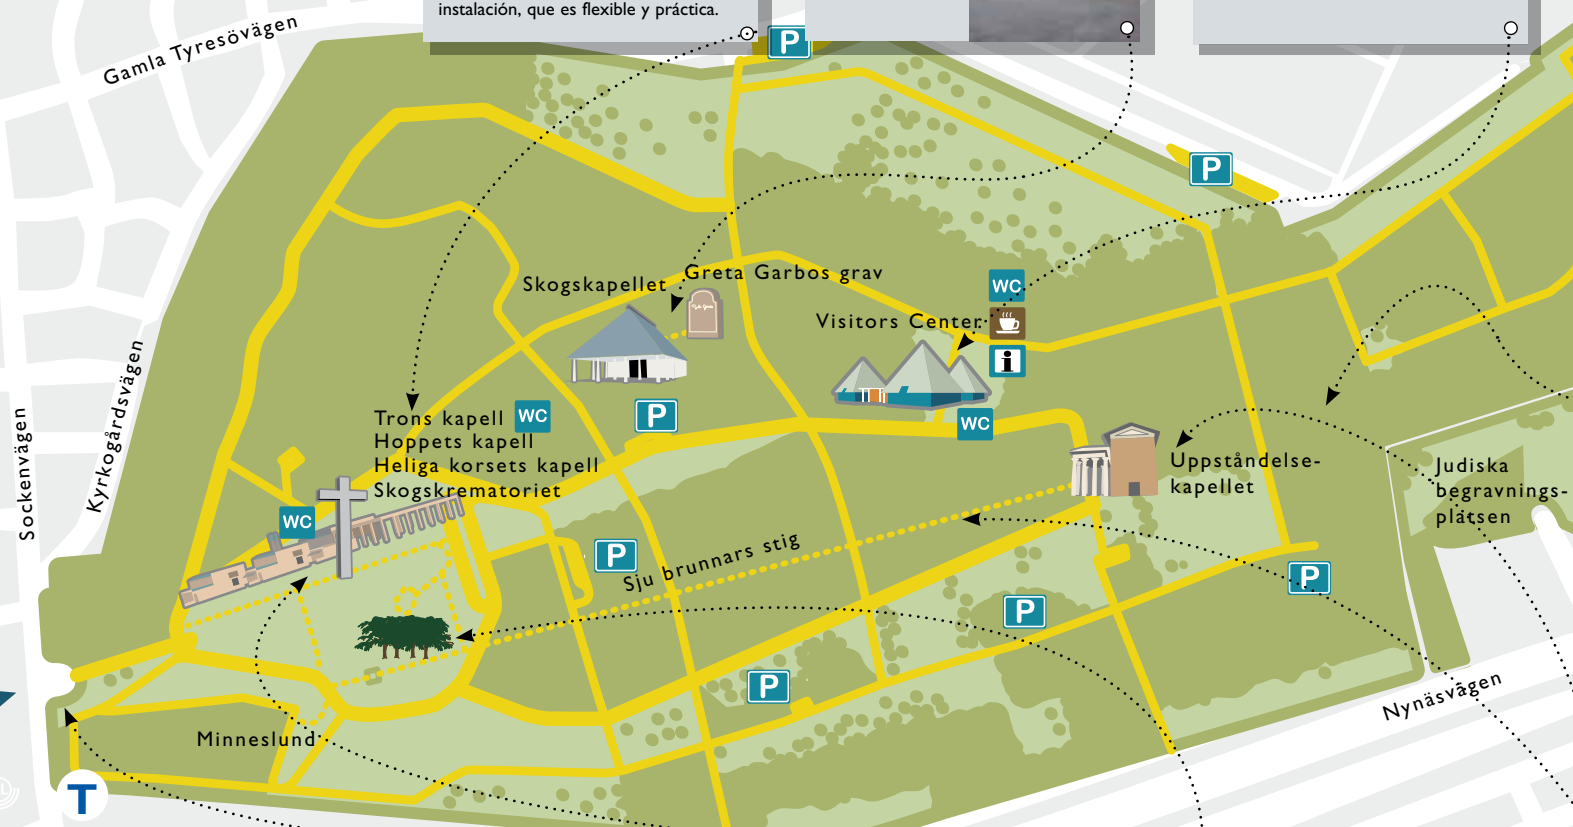 instalación, que es flexible y práctica.
Gamla Tyresövägen
P
P
Greta Garbos grav
Skogskapellet
WC
Visitors Center
i
Kyrkogårdsvägen
Sockenvägen
Trons kapell
WC
P
Hoppets kapell
Heliga korsets kapell
Skogskrematoriet
WC
WC
Uppståndelse-
kapellet
Judiska
begravnings-
platsen
Sju brunnars stig
P
P
P
P
Nynäsvägen
Minneslund
T